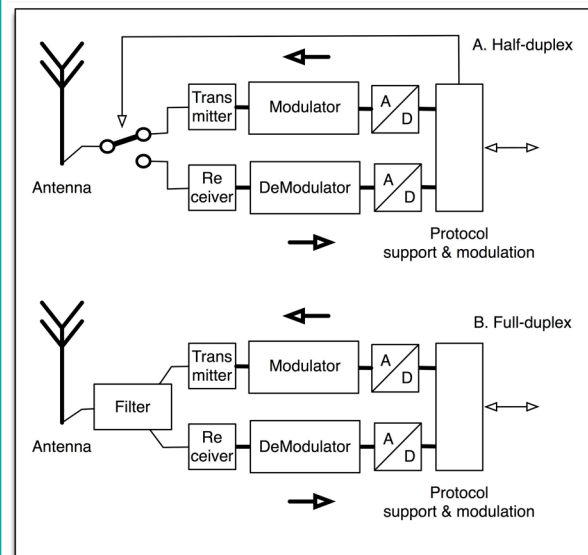 A. Half-duplex
Trans
mitter
Modulator
A
D
Antenna
Re
ceiver
DeModulator
A
D
Protocol
support & modulation
B. Full-duplex
Trans
mitter
Modulator
A
D
Filter
Antenna
Re
ceiver
DeModulator
A
D
Protocol
support & modulation